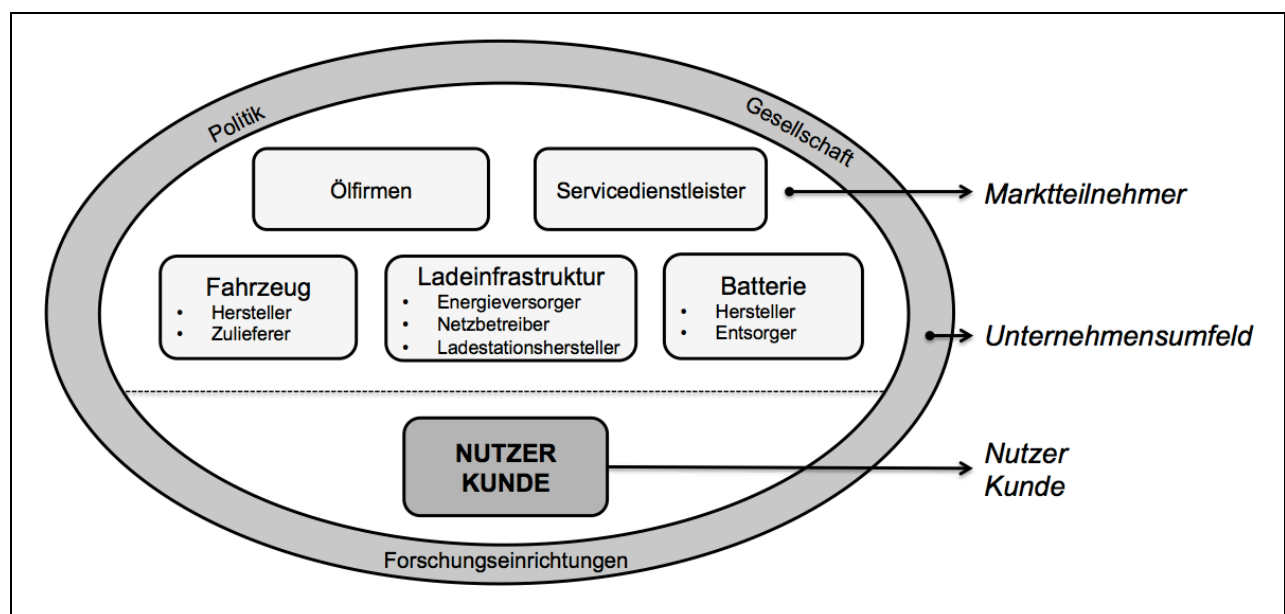 Politik
Gesellschaft
Ölfirmen
Servicedienstleister
Marktteilnehmer
Fahrzeug
• Hersteller
• Zulieferer
Ladeinfrastruktur
• Energieversorger
• Netzbetreiber
• Ladestationshersteller
Batterie
• Hersteller
• Entsorger
Unternehmensumfeld
NUTZER
KUNDE
Nutzer
Kunde
Forschungseinrichtungen